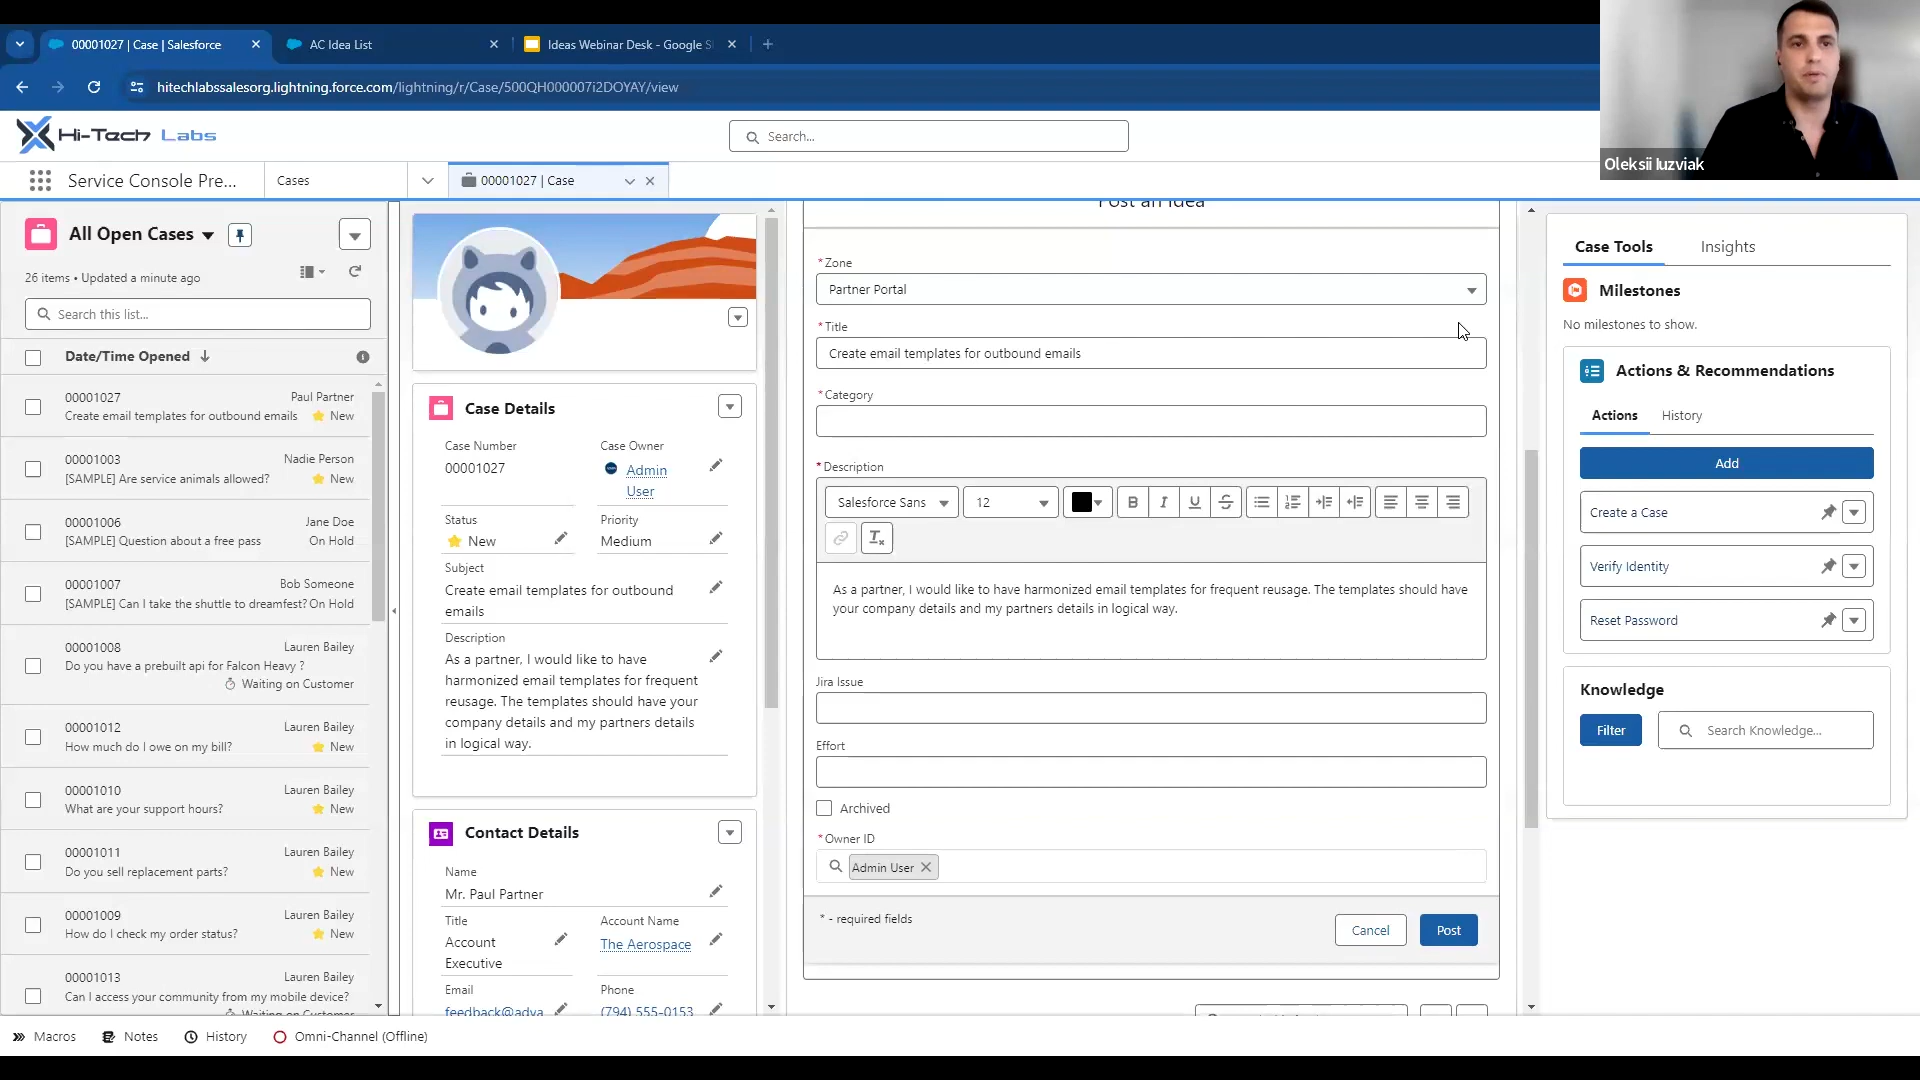 00001027 | Case | Salesforce
AC Idea List
Ideas Webinar Desk - Google S
hitechlabssalesorg.lightning.force.com/lightning/r/Case/500QH000007i2DOYAY/view
Oleksii Iuzviak
Hi-Tech Labs
Search...
Service Console Pre...
Cases
00001027 | Case
All Open Cases
26 items • Updated a minute ago
Search this list...
Date/Time Opened
00001027
Paul Partner
Create email templates for outbound emails
New
00001003
Nadie Person
[SAMPLE] Are service animals allowed?
New
00001006
Jane Doe
[SAMPLE] Question about a free pass
On Hold
00001007
Bob Someone
[SAMPLE] Can I take the shuttle to dreamfest?
On Hold
00001008
Lauren Bailey
Do you have a prebuilt api for Falcon Heavy ?
Waiting on Customer
00001012
Lauren Bailey
How much do I owe on my bill?
New
00001010
Lauren Bailey
What are your support hours?
New
00001011
Lauren Bailey
Do you sell replacement parts?
New
00001009
Lauren Bailey
How do I check my order status?
New
00001013
Lauren Bailey
Can I access your community from my mobile device?
Waiting on Customer
Case Details
Case Number
00001027
Case Owner
Admin
User
Status
New
Priority
Medium
Subject
Create email templates for outbound
emails
Description
As a partner, I would like to have
harmonized email templates for frequent
reusage. The templates should have your
company details and my partners details
in logical way.
Contact Details
Name
Mr. Paul Partner
Title
Account
Executive
Account Name
The Aerospace
Email
feedback@adva
Phone
(794) 555-0153
Post an Idea
*Zone
Partner Portal
*Title
Create email templates for outbound emails
*Category
*Description
Salesforce Sans
12
B I U S
As a partner, I would like to have harmonized email templates for frequent reusage. The templates should have
your company details and my partners details in logical way.
Jira Issue
Effort
Archived
*Owner ID
Admin User
* - required fields
Cancel
Post
Case Tools
Insights
Milestones
No milestones to show.
Actions & Recommendations
Actions
History
Add
Create a Case
Verify Identity
Reset Password
Knowledge
Filter
Search Knowledge...
Macros
Notes
History
Omni-Channel (Offline)